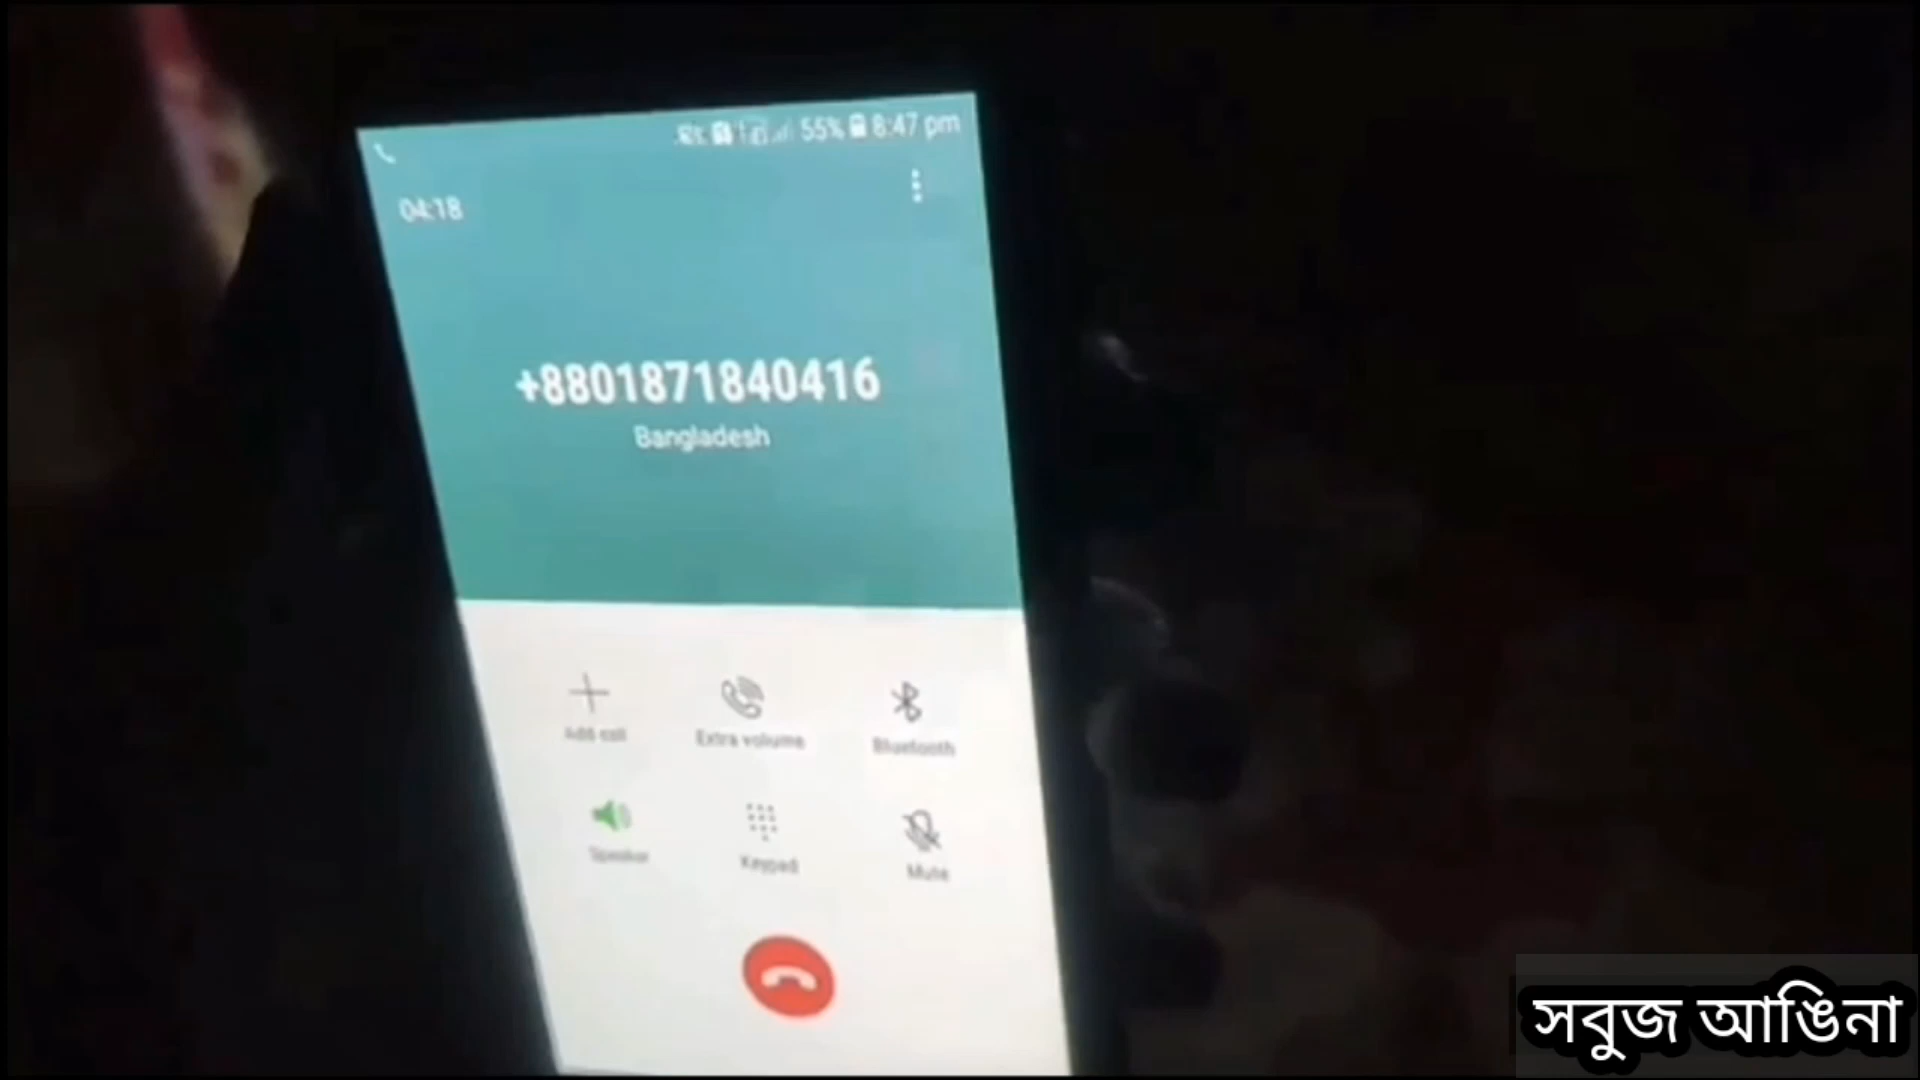 55% 8:47 pm
04:18
+8801871840416
Bangladesh
Add call Extra volume Bluetooth
Speaker Keypad Mute
সবুজ আঙিনা